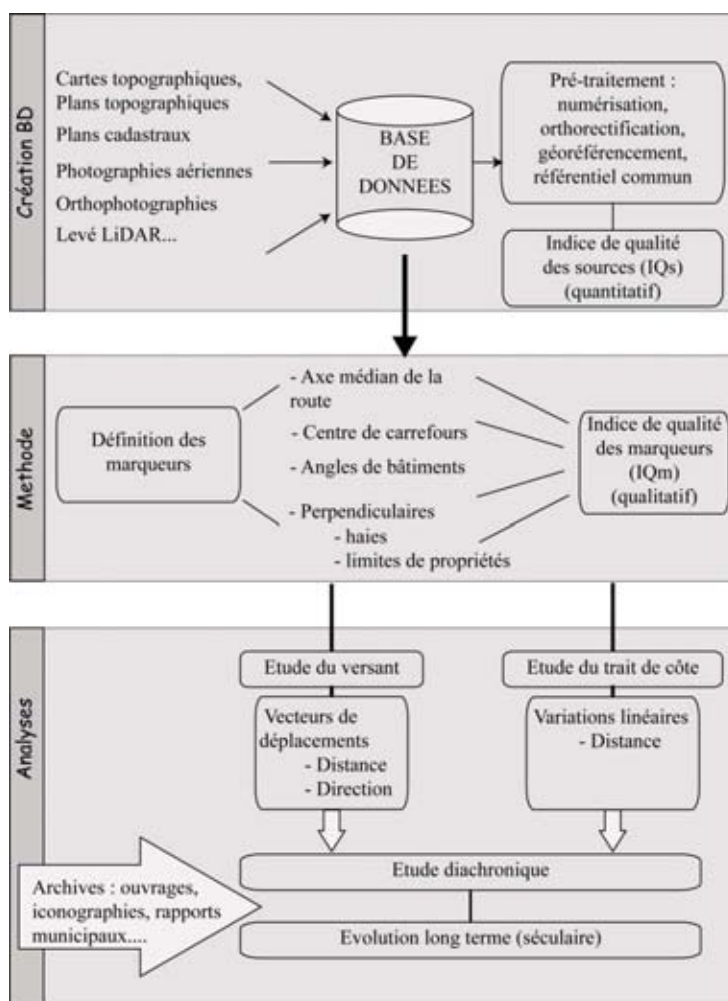 Création BD
Cartes topographiques,
Plans topographiques
Plans cadastraux
Photographies aériennes
Orthophotographies
Levé LiDAR...
BASE
DE
DONNEES
Pré-traitement :
numérisation,
orthorectification,
géoréférencement,
référentiel commun
Indice de qualité
des sources (IQs)
(quantitatif)
Methode
Définition des
marqueurs
- Axe médian de la
route
- Centre de carrefours
- Angles de bâtiments
- Perpendiculaires
- haies
- limites de propriétés
Indice de qualité
des marqueurs
(IQm)
(qualitatif)
Analyses
Etude du versant
Vecteurs de
déplacements
- Distance
- Direction
Etude du trait de côte
Variations linéaires
- Distance
Archives : ouvrages,
iconographies, rapports
municipaux....
Etude diachronique
Evolution long terme (séculaire)